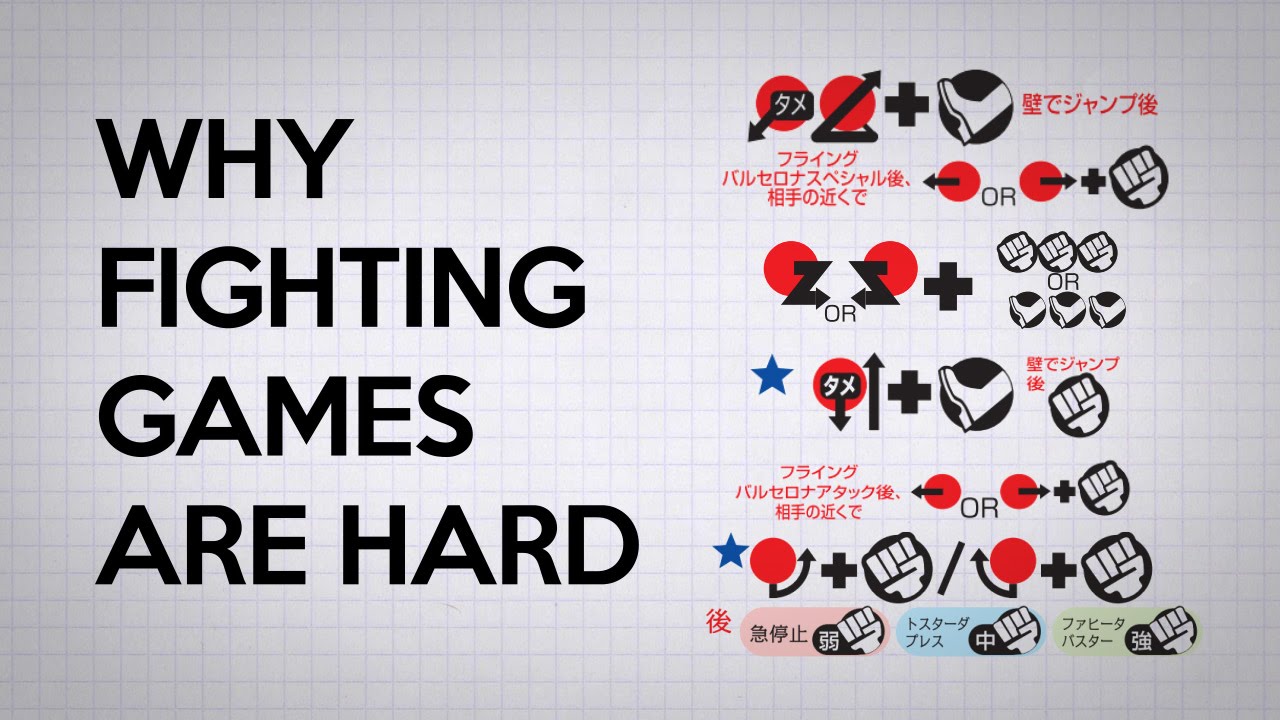 WHY
FIGHTING
GAMES
ARE HARD
タメ
壁でジャンプ後
フライング
バルセロナスペシャル後、
相手の近くで
OR
OR
OR
タメ
壁でジャンプ
後
フライング
バルセロナアタック後、
相手の近くで
OR
後
急停止
弱
トスターダ
プレス
中
ファヒータ
バスター
強